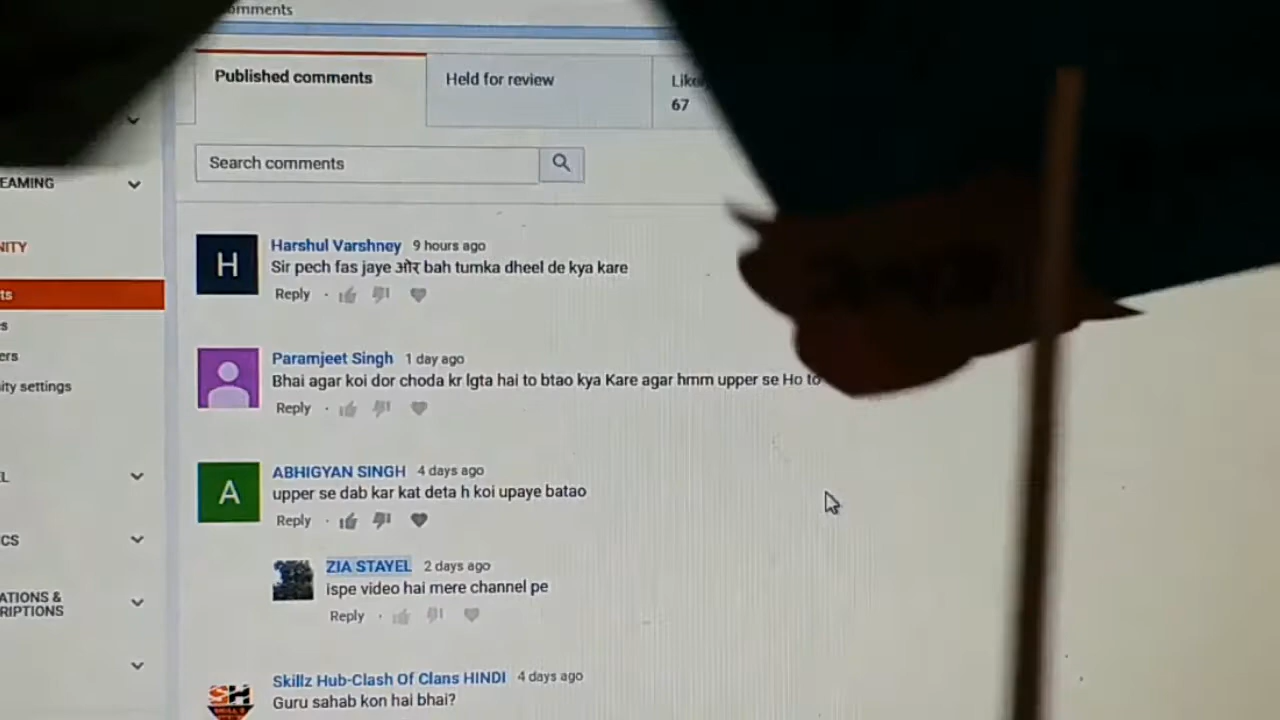 omments
Published comments
Held for review
Like
67
Search comments
EAMING
NITY
ts
s
ers
ity settings
L
CS
ATIONS &
RIPTIONS
H
Harshul Varshney 9 hours ago
Sir pech fas jaye और bah tumka dheel de kya kare
Reply
Paramjeet Singh 1 day ago
Bhai agar koi dor choda kr lgta hai to btao kya Kare agar hmm upper se Ho to
Reply
A
ABHIGYAN SINGH 4 days ago
upper se dab kar kat deta h koi upaye batao
Reply
ZIA STAYEL 2 days ago
ispe video hai mere channel pe
Reply
SH
Skillz Hub-Clash Of Clans HINDI 4 days ago
Guru sahab kon hai bhai?